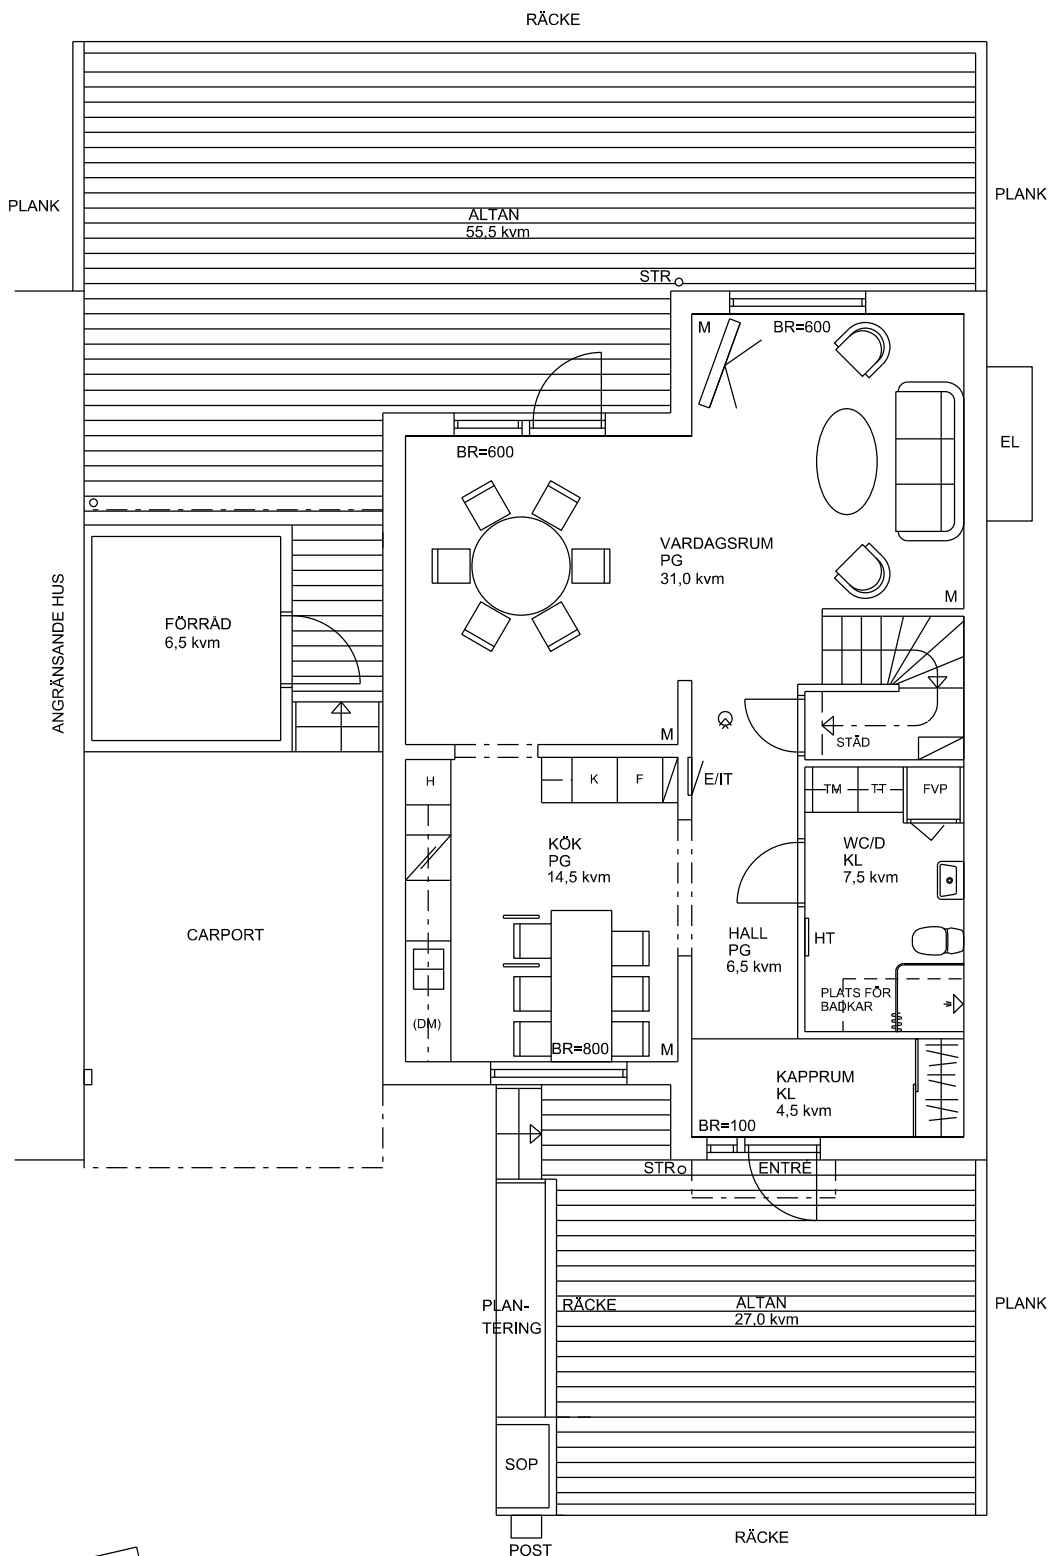 RÄCKE
PLANK
PLANK
ALTAN
55,5 kvm
STR
M
BR=600
EL
BR=600
VARDAGSRUM
PG
31,0 kvm
M
ANGRÄNSANDE HUS
FÖRRÅD
6,5 kvm
M
STÄD
H
K
F
E/IT
TM
TT
FVP
KÖK
PG
14,5 kvm
WC/D
KL
7,5 kvm
CARPORT
HALL
PG
6,5 kvm
HT
PLATS FÖR
BADKAR
(DM)
BR=800
M
KAPPRUM
KL
4,5 kvm
BR=100
STR
ENTRÉ
PLAN-
TERING
RÄCKE
ALTAN
27,0 kvm
PLANK
SOP
POST
RÄCKE